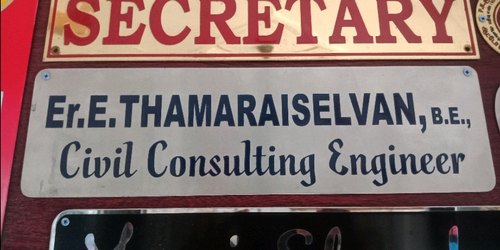 SECRETARY
Er.E.THAMARAISELVAN, B.E.,
Civil Consulting Engineer